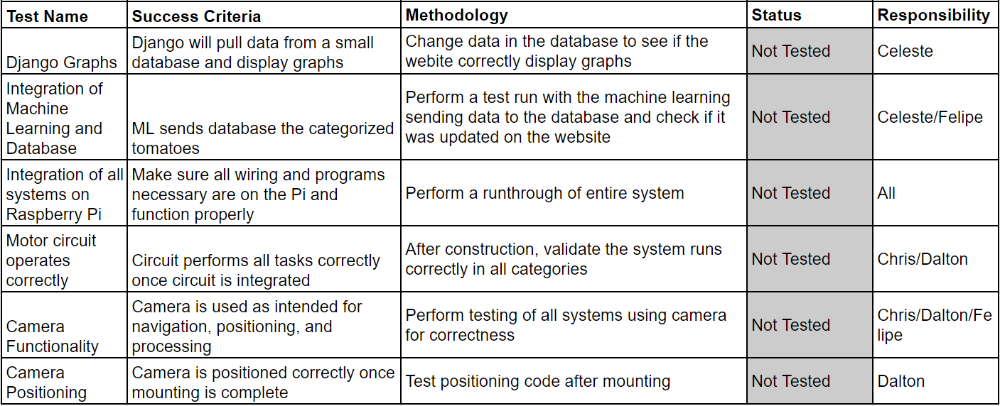 Test Name Success Criteria Methodology Status Responsibility
Django Graphs
Django will pull data from a small
database and display graphs
Change data in the database to see if the
webite correctly display graphs
Not Tested
Celeste
Integration of
Machine
Learning and
Database
ML sends database the categorized
tomatoes
Perform a test run with the machine learning
sending data to the database and check if it
was updated on the website
Not Tested
Celeste/Felipe
Integration of all
systems on
Raspberry Pi
Make sure all wiring and programs
necessary are on the Pi and
function properly
Perform a runthrough of entire system
Not Tested
All
Motor circuit
operates
correctly
Circuit performs all tasks correctly
once circuit is integrated
After construction, validate the system runs
correctly in all categories
Not Tested
Chris/Dalton
Camera
Functionality
Camera is used as intended for
navigation, positioning, and
processing
Perform testing of all systems using camera
for correctness
Not Tested
Chris/Dalton/Fe
lipe
Camera
Positioning
Camera is positioned correctly once
mounting is complete
Test positioning code after mounting
Not Tested
Dalton